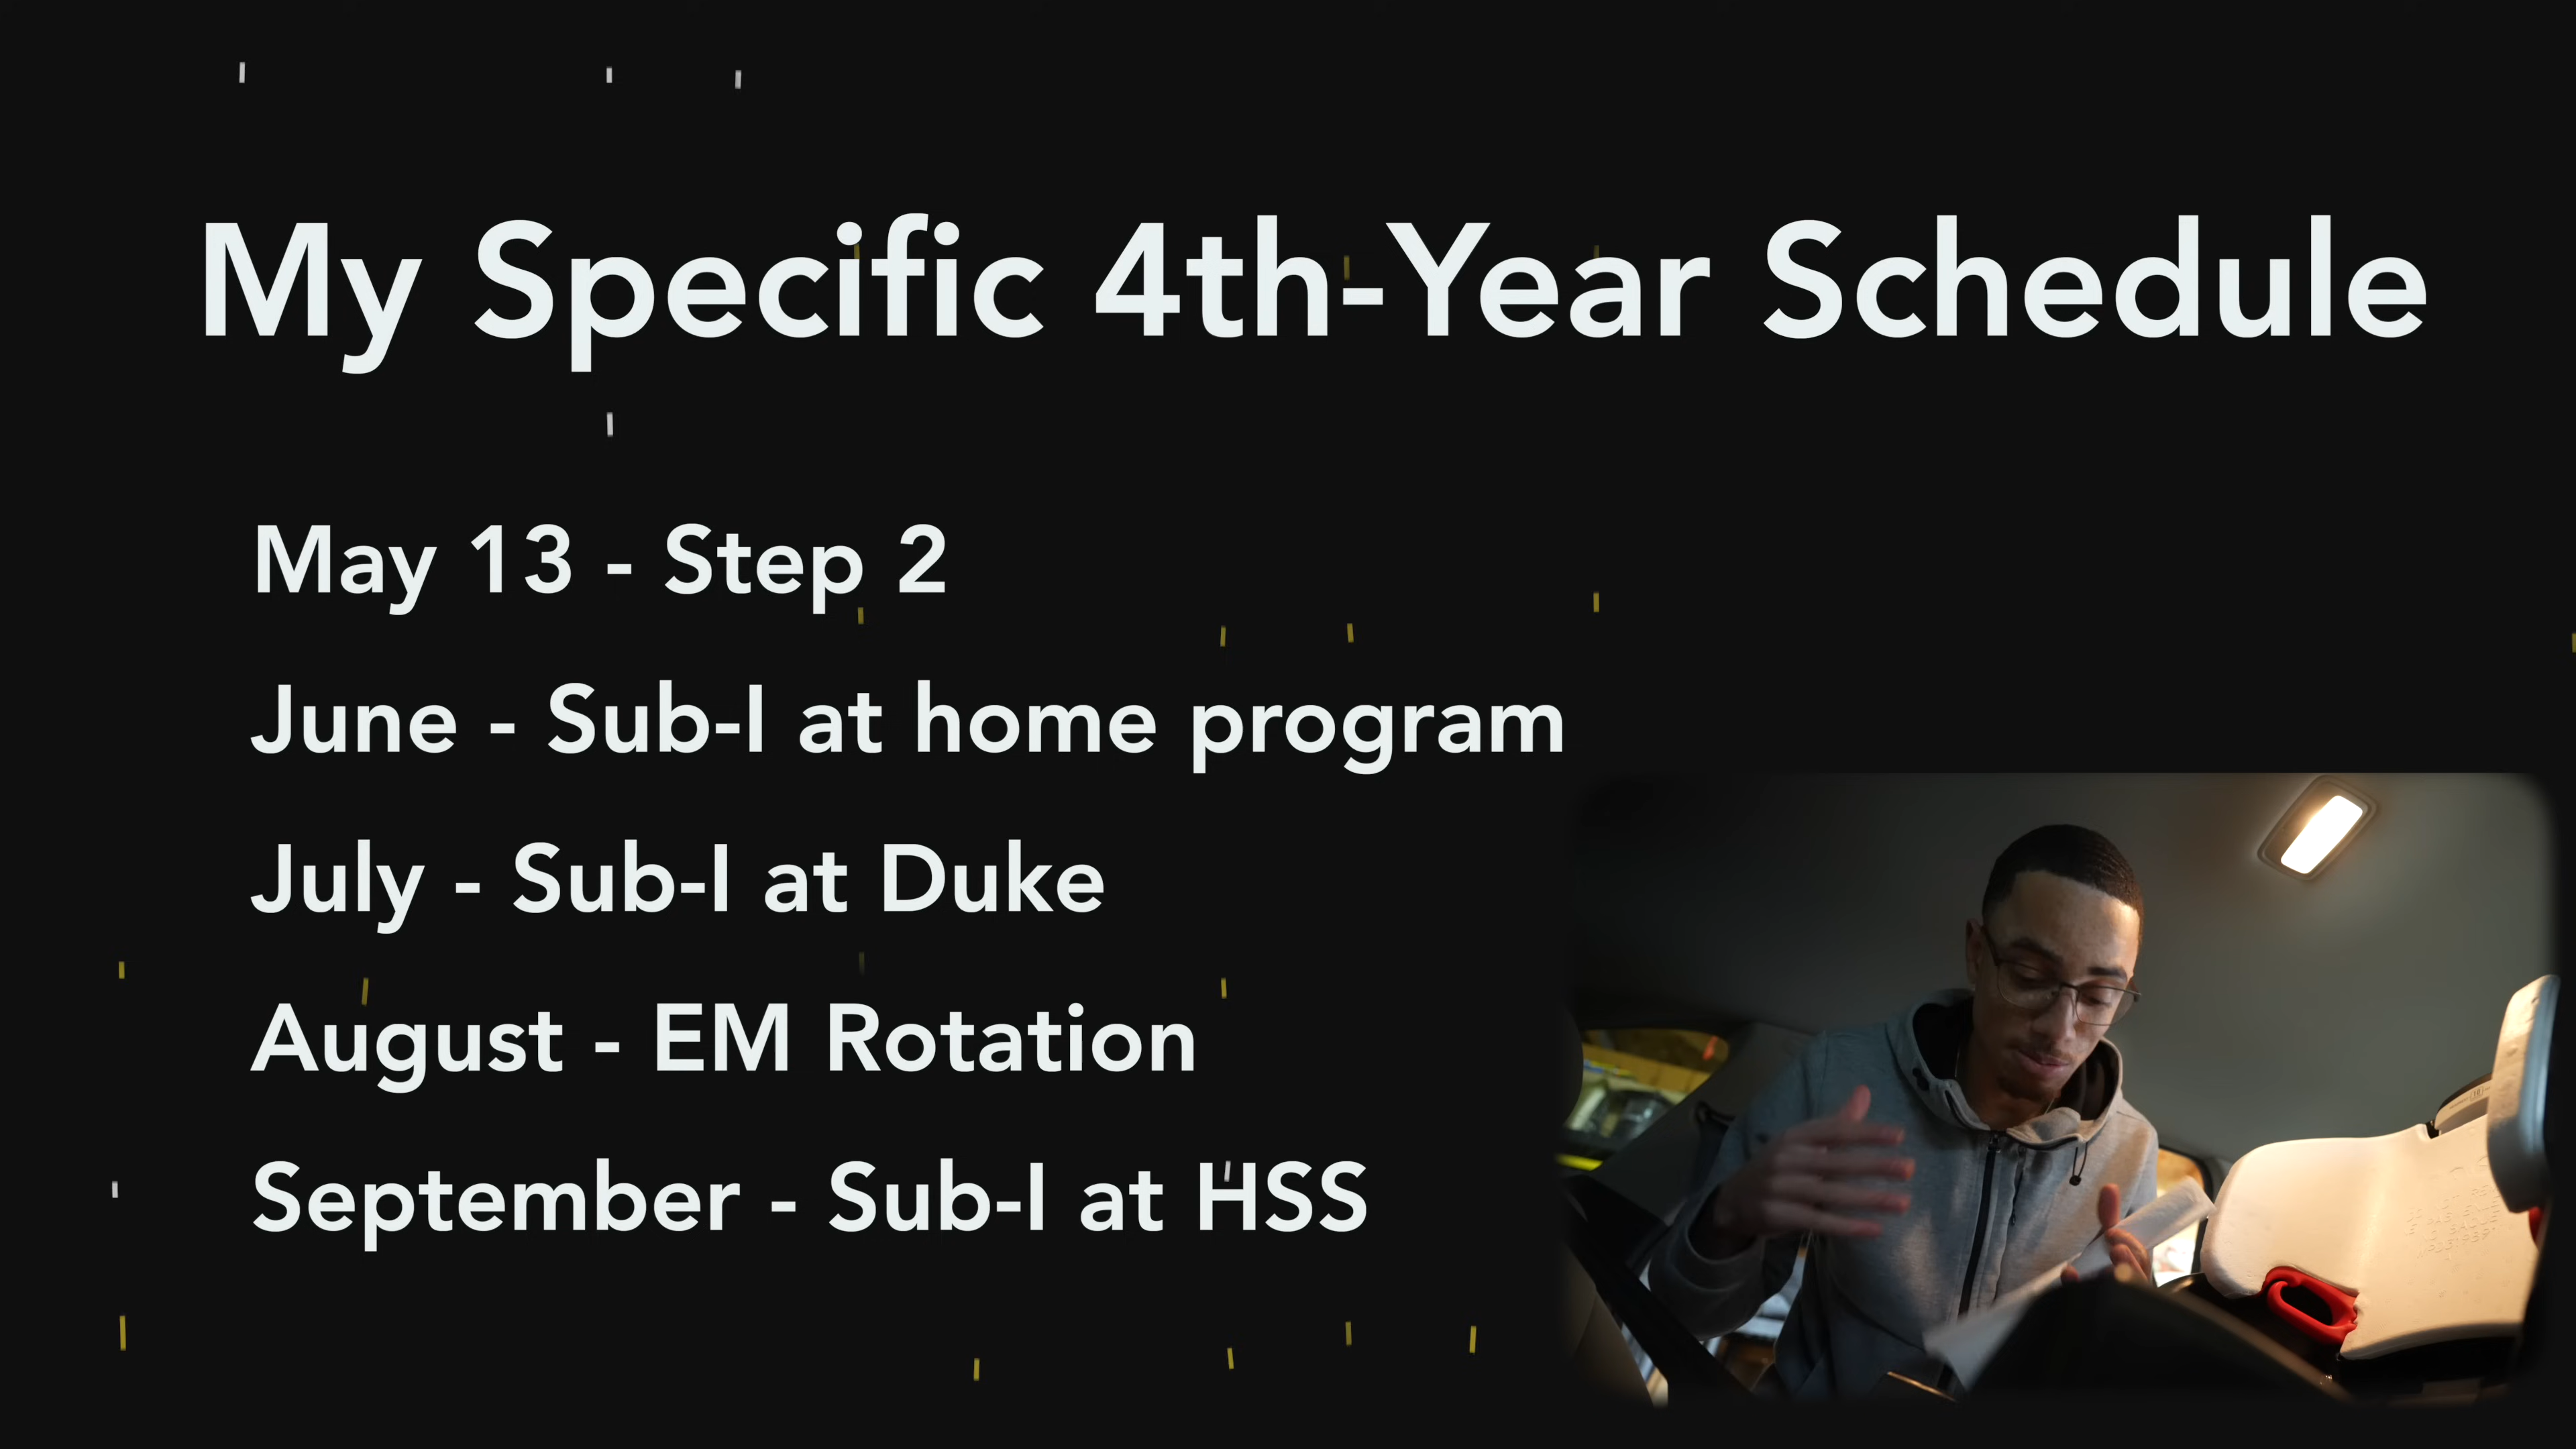 My Specific 4th-Year Schedule
May 13 - Step 2
June - Sub-I at home program
July - Sub-I at Duke
August - EM Rotation
September - Sub-I at HSS